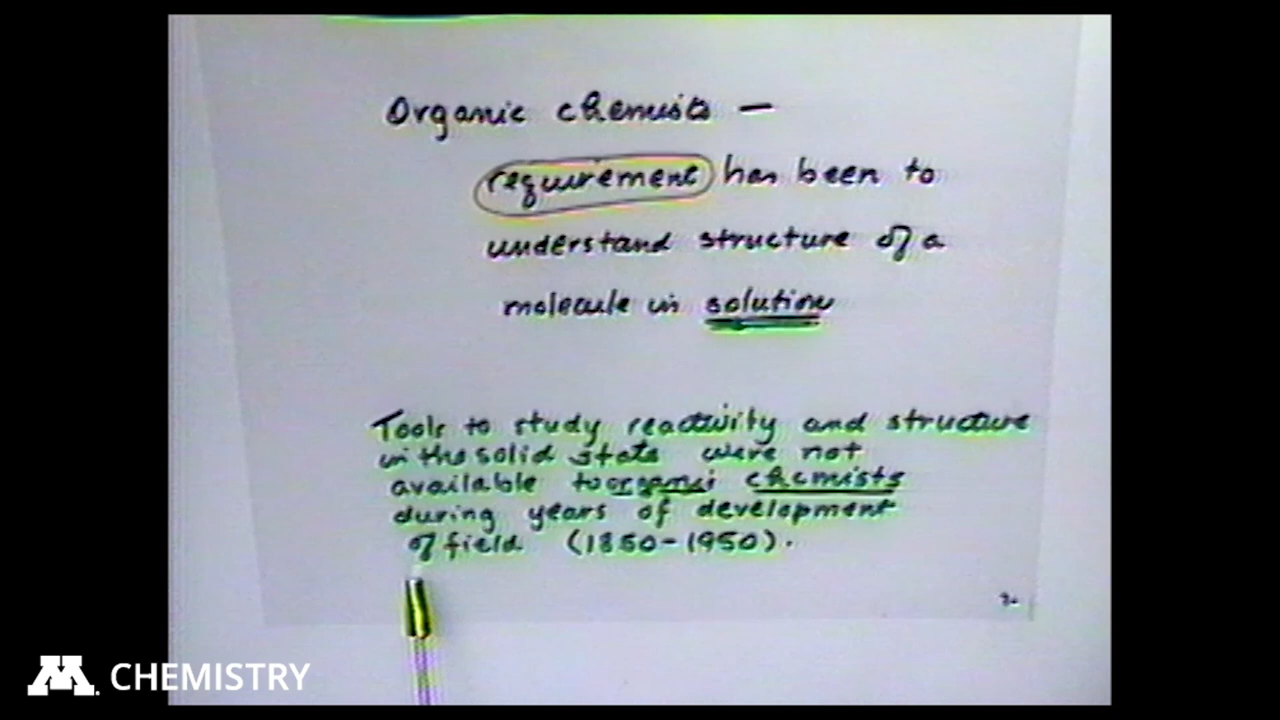 Organic chemists —
requirement has been to
understand structure of a
molecule in solution
Tools to study reactivity and structure
in the solid state were not
available to organic chemists
during years of development
of field (1850-1950).
M. CHEMISTRY